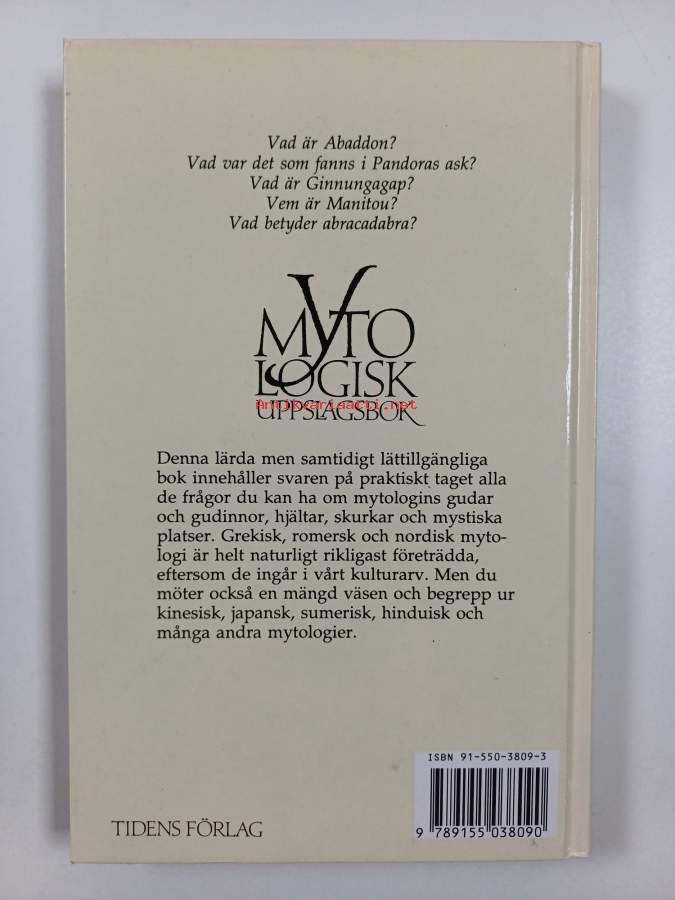 Vad är Abaddon?
Vad var det som fanns i Pandoras ask?
Vad är Ginnungagap?
Vem är Manitou?
Vad betyder abracadabra?
MYTO
LOGISK
Antikvariaatti.net
UPPSLAGSBOK
Denna lärda men samtidigt lättillgängliga
bok innehåller svaren på praktiskt taget alla
de frågor du kan ha om mytologins gudar
och gudinnor, hjältar, skurkar och mystiska
platser. Grekisk, romersk och nordisk myto-
logi är helt naturligt rikligast företrädda,
eftersom de ingår i vårt kulturarv. Men du
möter också en mängd väsen och begrepp ur
kinesisk, japansk, sumerisk, hinduisk och
många andra mytologier.
ISBN 91-550-3809-3
9 789155 038090
TIDENS FÖRLAG